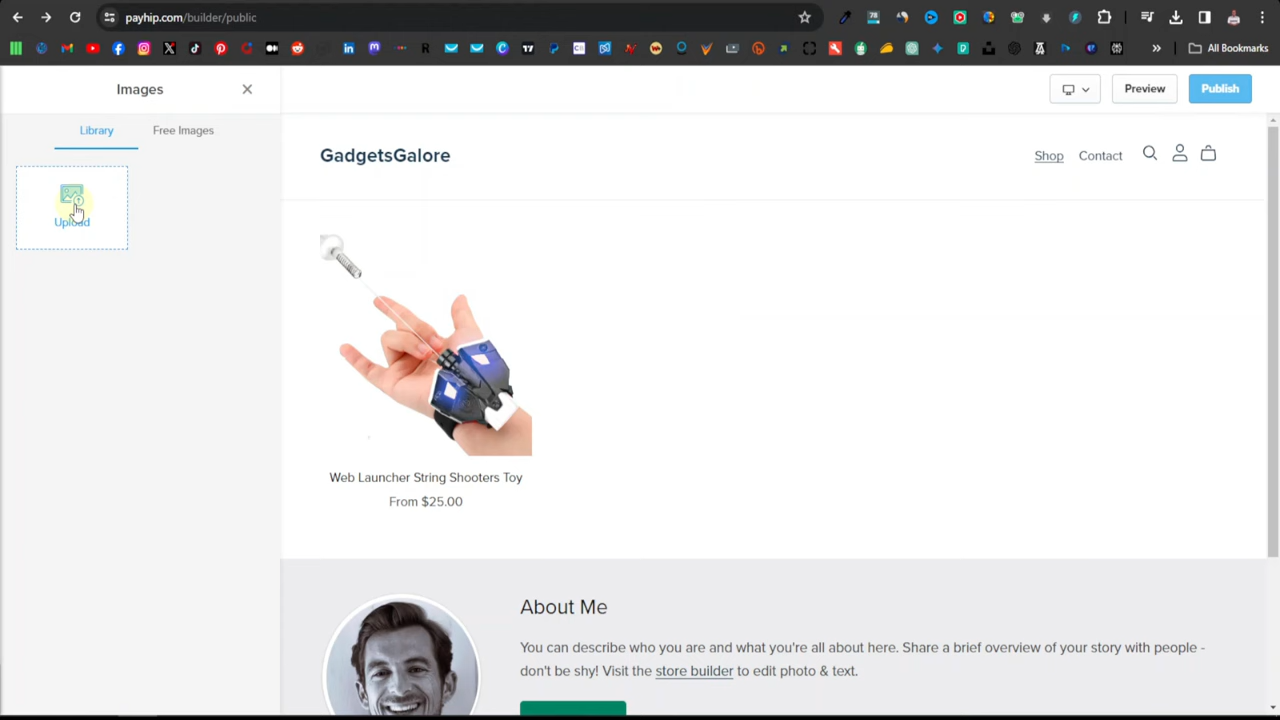 payhip.com/builder/public
All Bookmarks
Images
Library
Free Images
Upload
Preview
Publish
GadgetsGalore
Shop
Contact
Web Launcher String Shooters Toy
From $25.00
About Me
You can describe who you are and what you're all about here. Share a brief overview of your story with people -
don't be shy! Visit the store builder to edit photo & text.